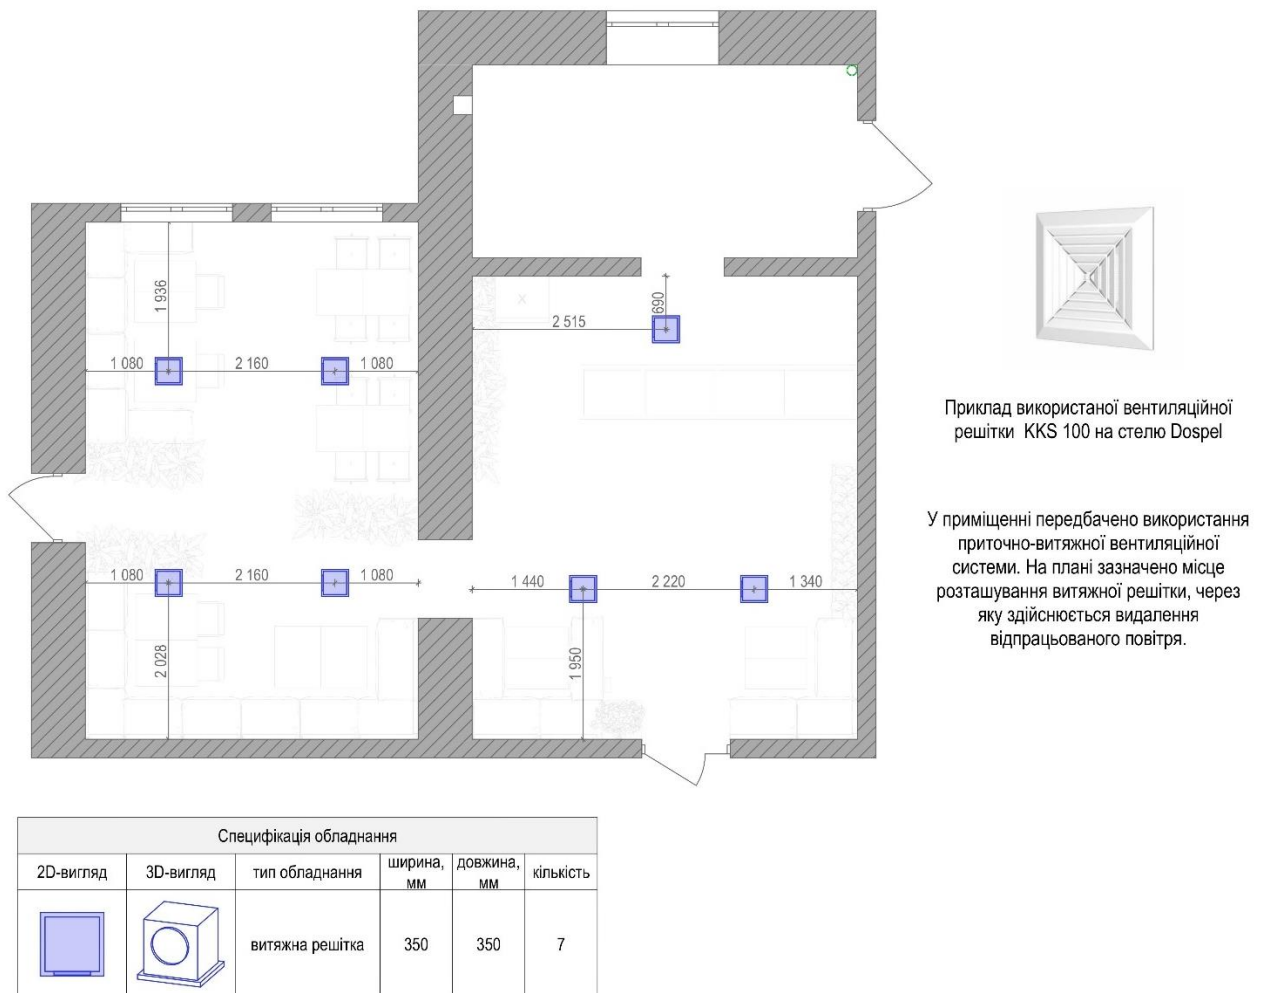 1 936
690
2 515
1 080
2 160
1 080
1 080
2 160
1 080
1 440
2 220
1 340
2 028
1 950
Приклад використаної вентиляційної
решітки KKS 100 на стелю Dospel
У приміщенні передбачено використання
приточно-витяжної вентиляційної
системи. На плані зазначено місце
розташування витяжної решітки, через
яку здійснюється видалення
відпрацьованого повітря.
Специфікація обладнання
2D-вигляд
3D-вигляд
тип обладнання
ширина,
мм
довжина,
мм
кількість
витяжна решітка
350
350
7